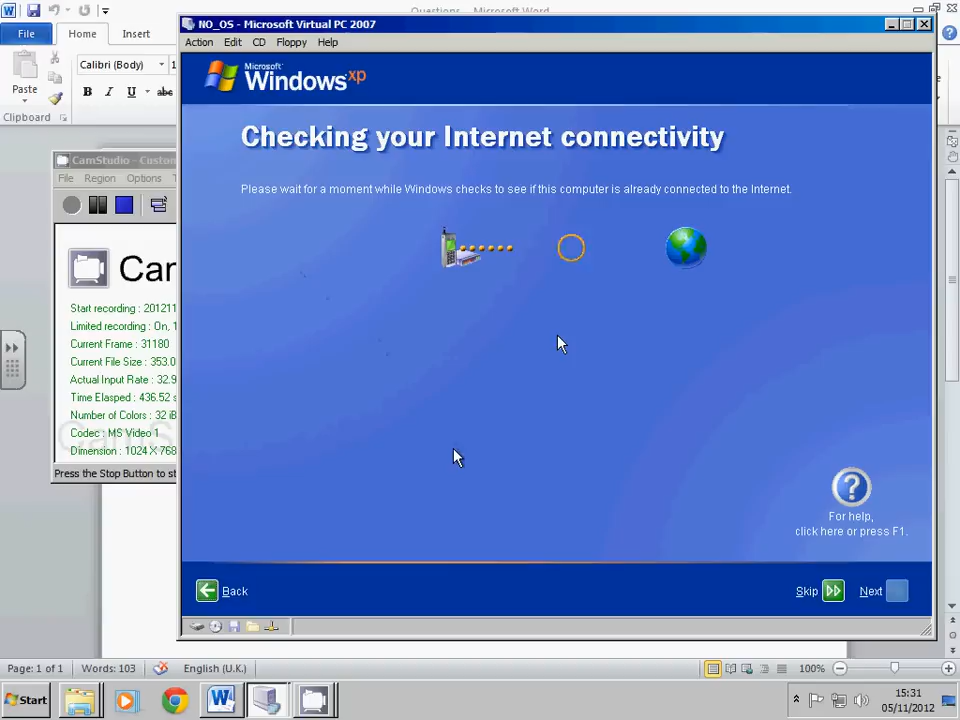 Questions - Microsoft Word
File Home Insert
Paste
Calibri (Body)
B I U abc
Clipboard
NO_OS - Microsoft Virtual PC 2007
Action Edit CD Floppy Help
Microsoft
Windows xp
Checking your Internet connectivity
Please wait for a moment while Windows checks to see if this computer is already connected to the Internet.
For help,
click here or press F1.
Back
Skip Next
CamStudio
File Region Options
Start recording : 201211
Limited recording : On, 1
Current Frame : 31180
Current File Size : 353.0
Actual Input Rate : 32.9
Time Elasped : 436.52 s
Number of Colors : 32
Codec : MS Video 1
Dimension : 1024 X 768
Press the Stop Button to
Page: 1 of 1 Words: 103 English (U.K.) 100%
Start 15:31
05/11/2012